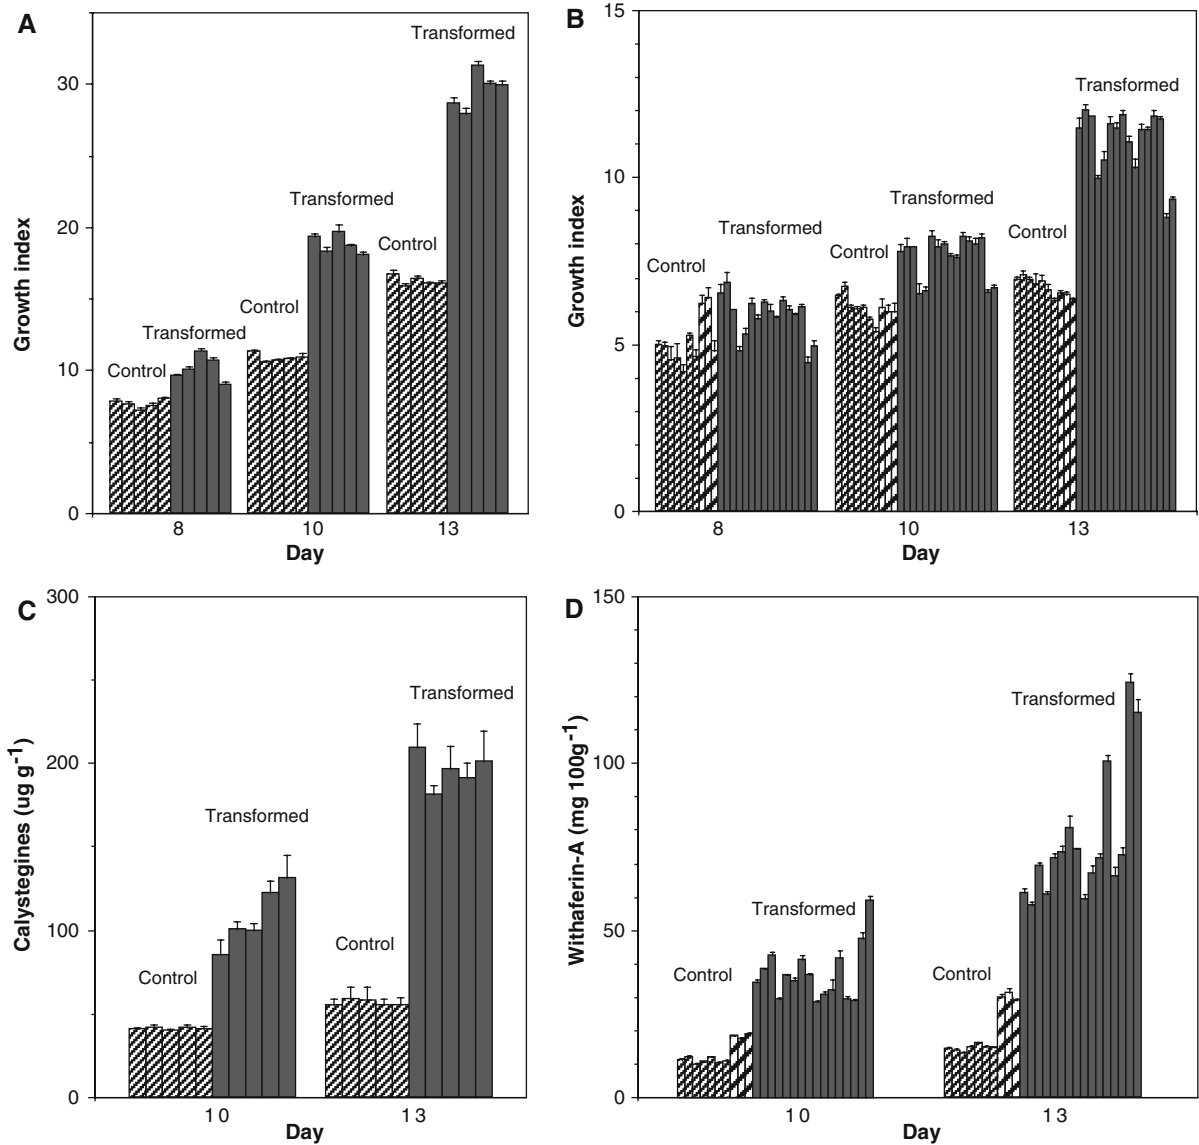 A
Growth index
30
20
10
0
Control
Transformed
Control
Transformed
Control
Transformed
8
10
13
Day
B
Growth index
15
10
5
0
Control
Transformed
Control
Transformed
Control
Transformed
8
10
13
Day
C
Calystegines (ug g-1)
300
200
100
0
Control
Transformed
Control
Transformed
10
13
Day
D
Withaferin-A (mg 100g-1)
150
100
50
0
Control
Transformed
Control
Transformed
10
13
Day